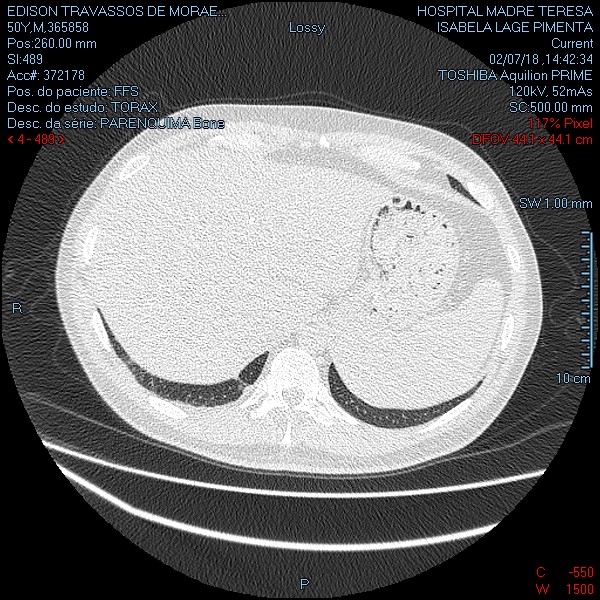 EDISON TRAVASSOS DE MORAE...
50Y,M,365858
Pos:260.00 mm
SI:489
Acc#: 372178
Pos. do paciente: FFS
Desc. do estudo: TORAX
Desc. da série: PARENQUIMA Bone
< 4 - 489 >
Lossy
HOSPITAL MADRE TERESA
ISABELA LAGE PIMENTA
Current
02/07/18 ,14:42:34
TOSHIBA Aquilion PRIME
120kV, 52mAs
SC:500.00 mm
117% Pixel
DFOV 44.1 x 44.1 cm
SW 1.00 mm
R
10 cm
P
C -550
W 1500